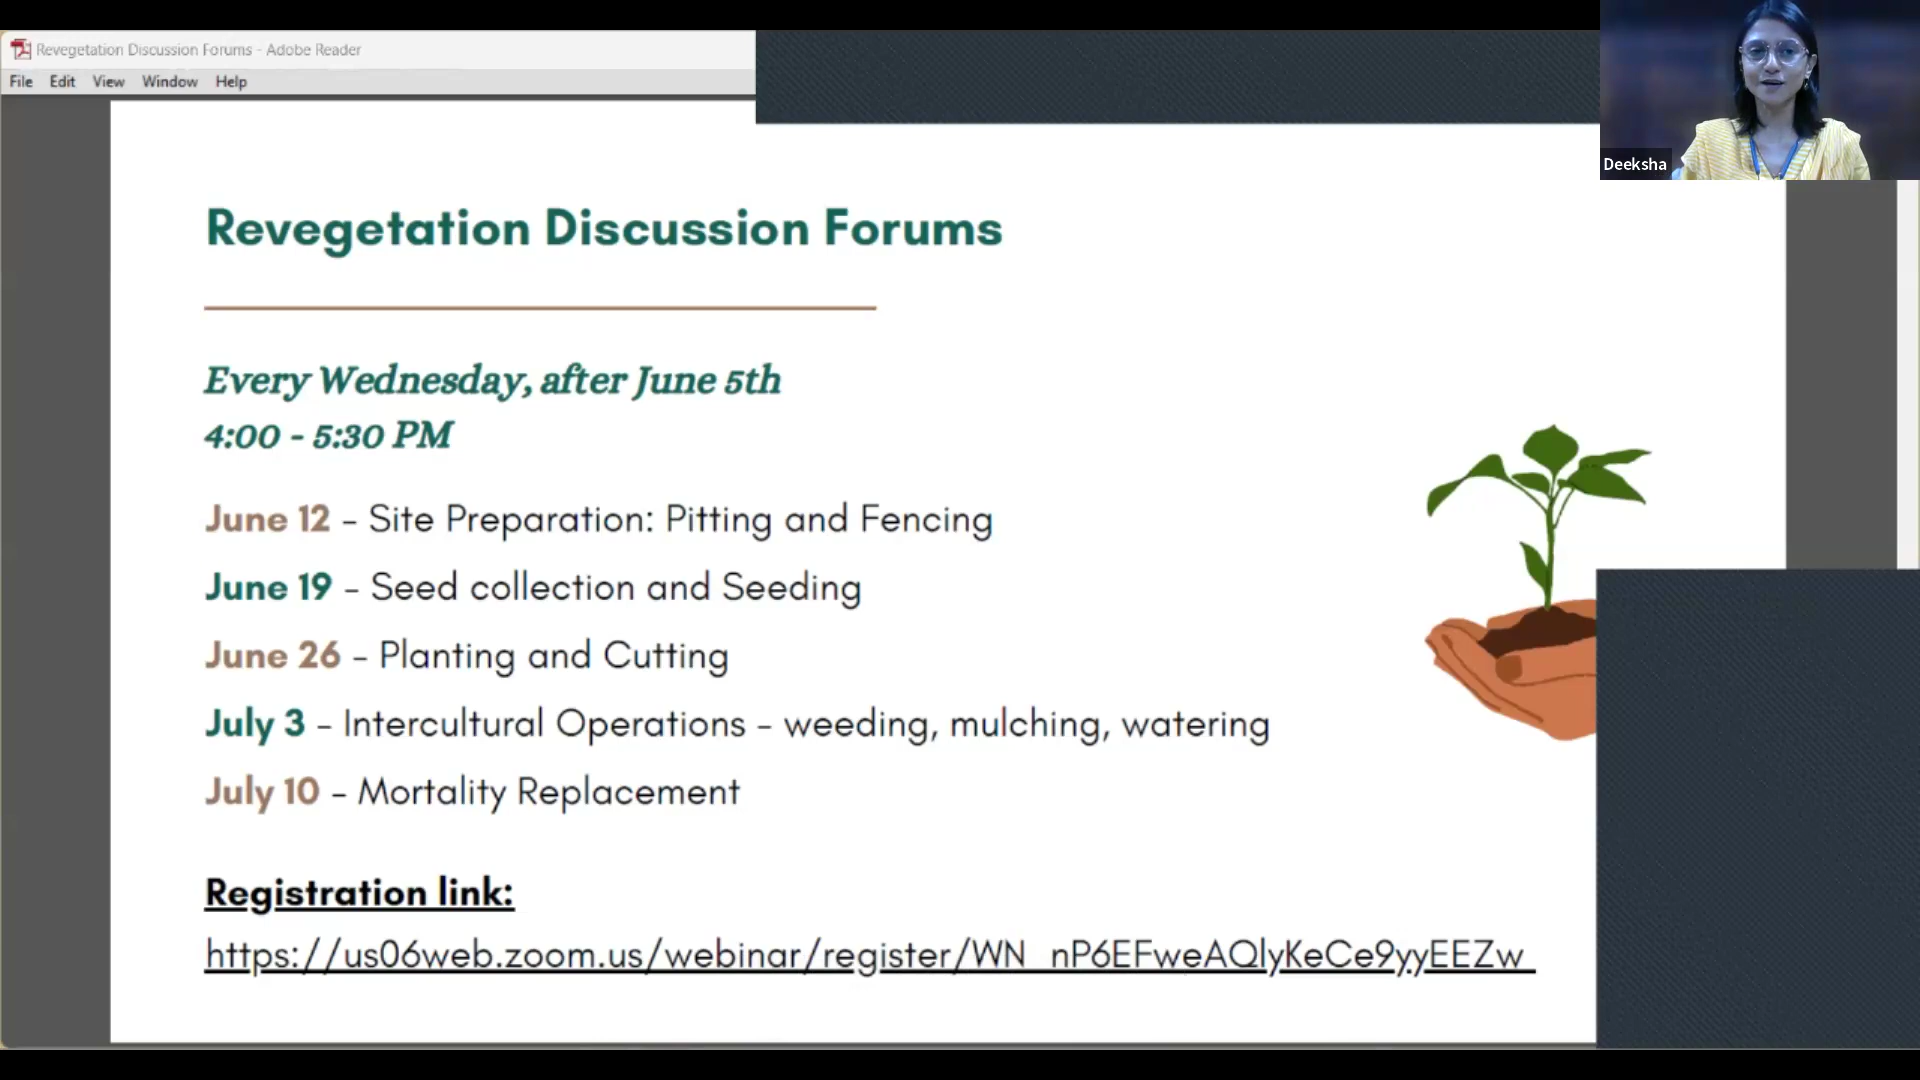 Revegetation Discussion Forums - Adobe Reader
File Edit View Window Help
Deeksha
Revegetation Discussion Forums
Every Wednesday, after June 5th
4:00 - 5:30 PM
June 12 - Site Preparation: Pitting and Fencing
June 19 - Seed collection and Seeding
June 26 - Planting and Cutting
July 3 - Intercultural Operations - weeding, mulching, watering
July 10 - Mortality Replacement
Registration link:
https://us06web.zoom.us/webinar/register/WN_nP6EFweAQlyKeCe9yyEEZw